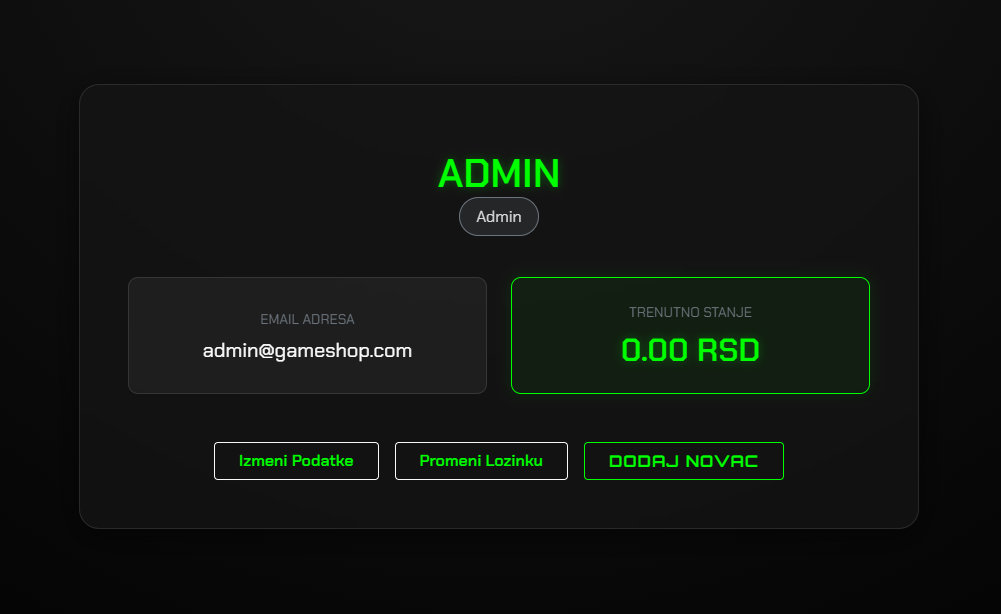 ADMIN
Admin
EMAIL ADRESA
admin@gameshop.com
TRENUTNO STANJE
0.00 RSD
Izmeni Podatke
Promeni Lozinku
DODAJ NOVAC